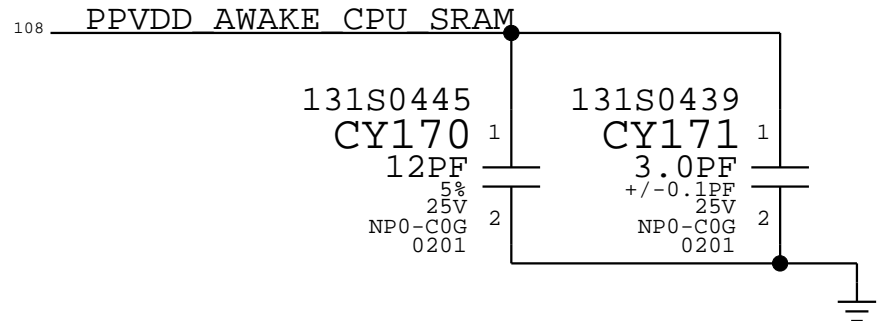 108 PPVDD_AWAKE_CPU_SRAM
131S0445
CY170 1
12PF
5%
25V
NP0-C0G 2
0201
131S0439
CY171 1
3.0PF
+/-0.1PF
25V
NP0-C0G 2
0201